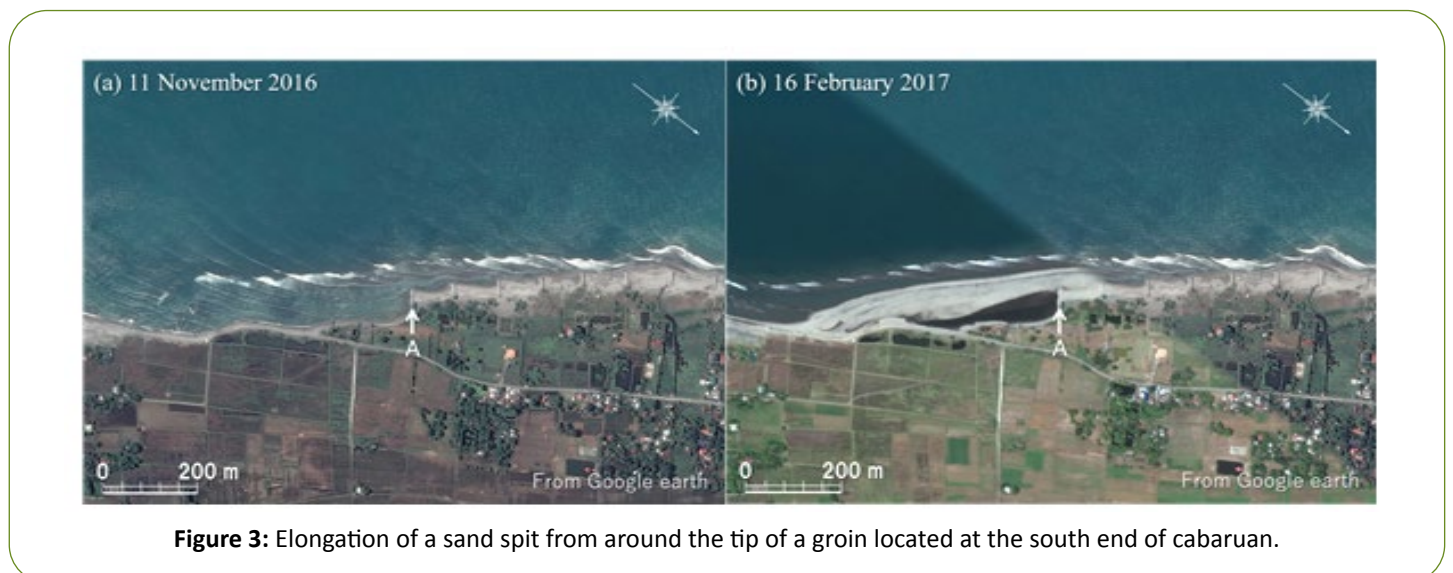 (a) 11 November 2016
(b) 16 February 2017
A
A
0 200 m
From Google earth
0 200 m
From Google earth
Figure 3: Elongation of a sand spit from around the tip of a groin located at the south end of cabaruan.